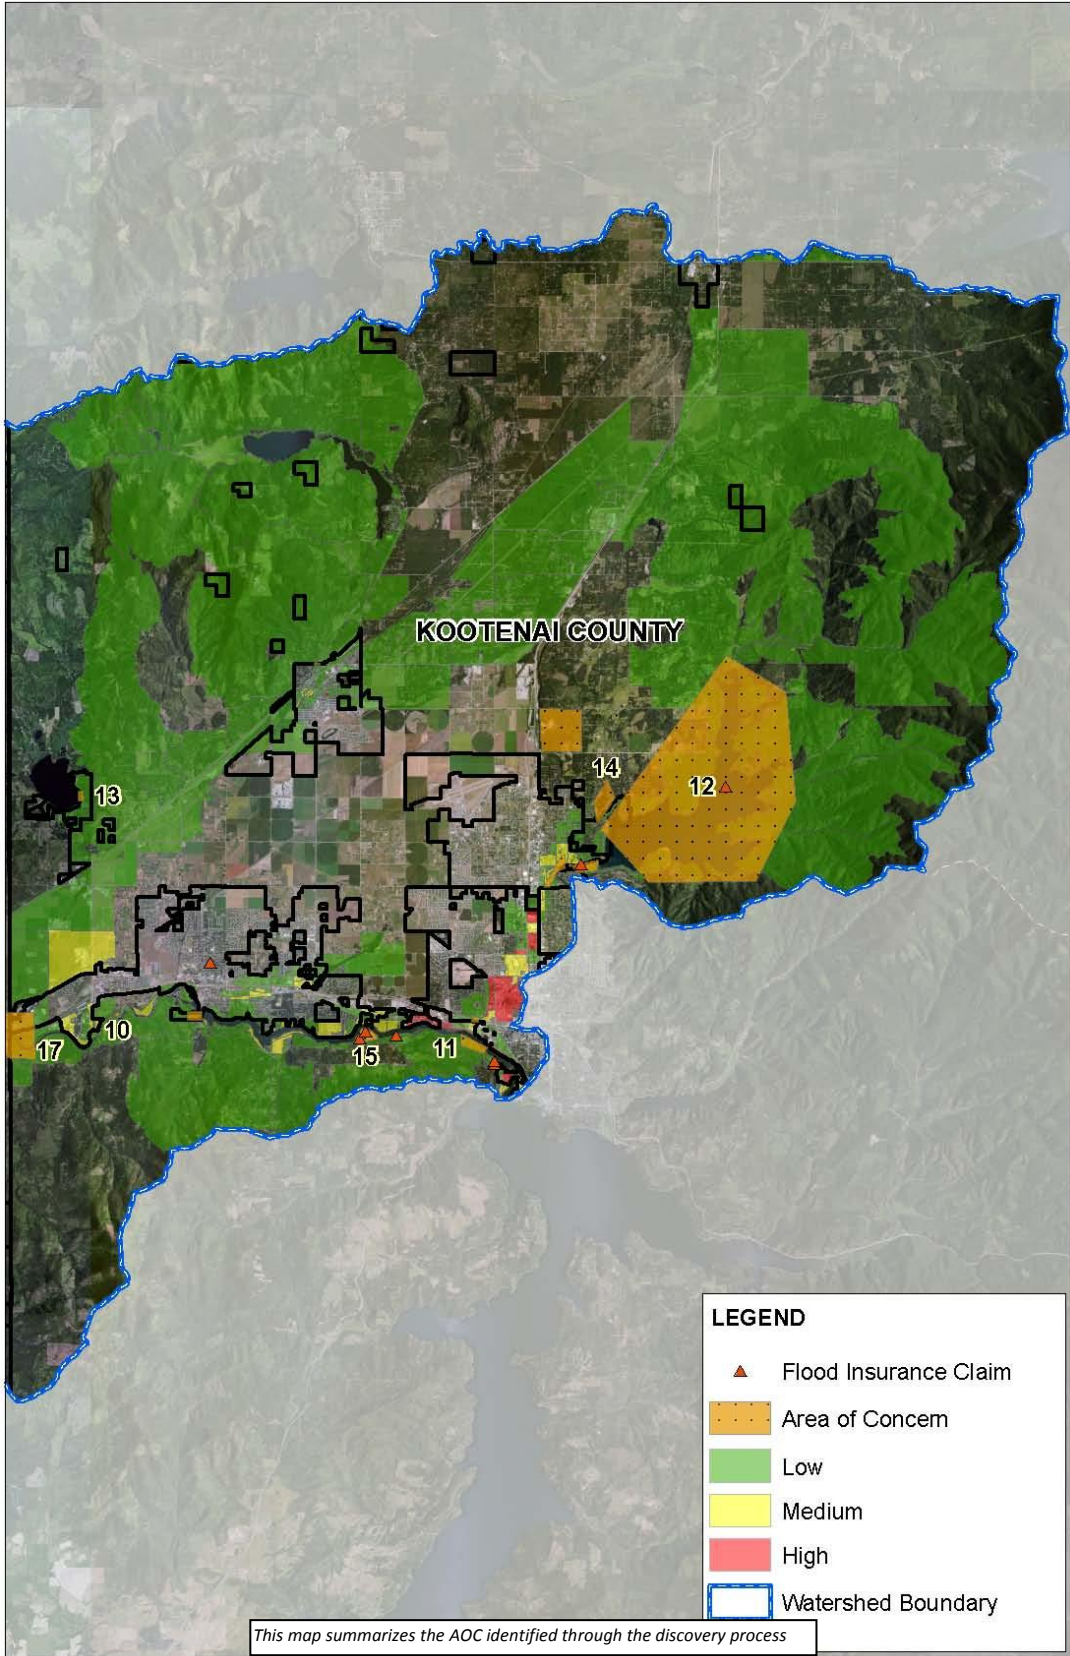 KOOTENAI COUNTY
14
12
13
10
17
15
11
LEGEND
Flood Insurance Claim
Area of Concern
Low
Medium
High
Watershed Boundary
This map summarizes the AOC identified through the discovery process